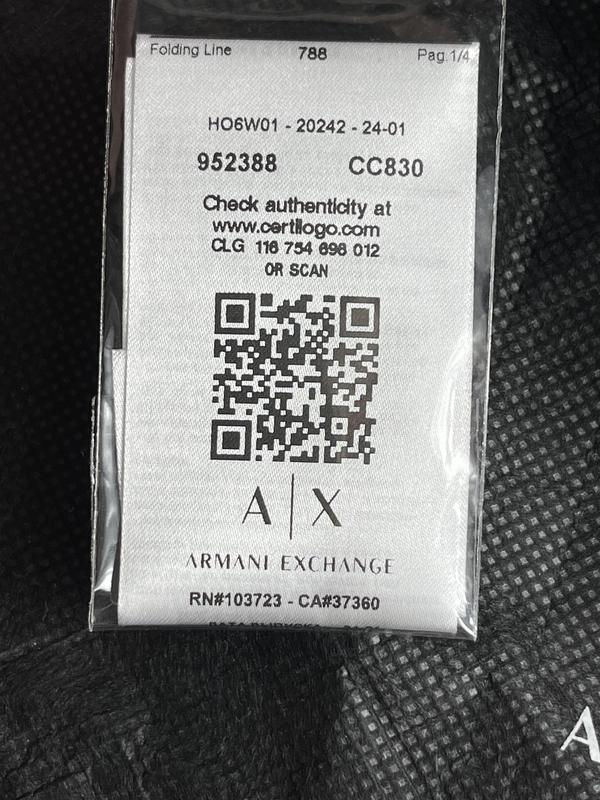 Folding Line 788 Pag.1/4
HO6W01 - 20242 - 24-01
952388 CC830
Check authenticity at
www.certilogo.com
CLG 116 754 698 012
OR SCAN
A|X
ARMANI EXCHANGE
RN#103723 - CA#37360
A